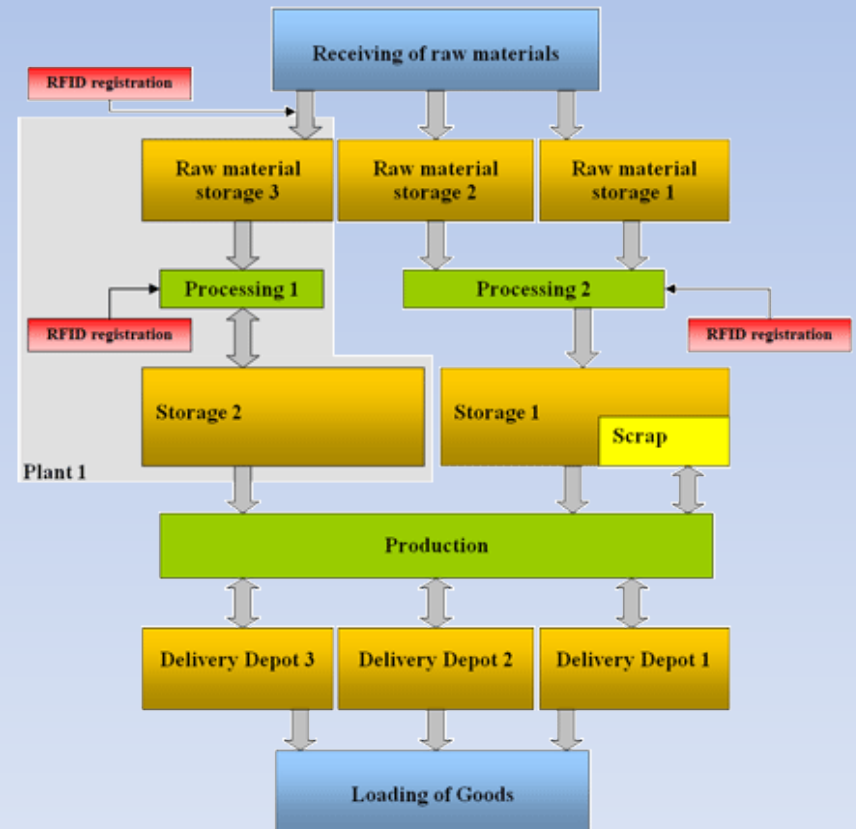 Receiving of raw materials
RFID registration
Raw material
storage 3
Raw material
storage 2
Raw material
storage 1
Processing 1
Processing 2
RFID registration
RFID registration
Storage 2
Storage 1
Scrap
Plant 1
Production
Delivery Depot 3
Delivery Depot 2
Delivery Depot 1
Loading of Goods